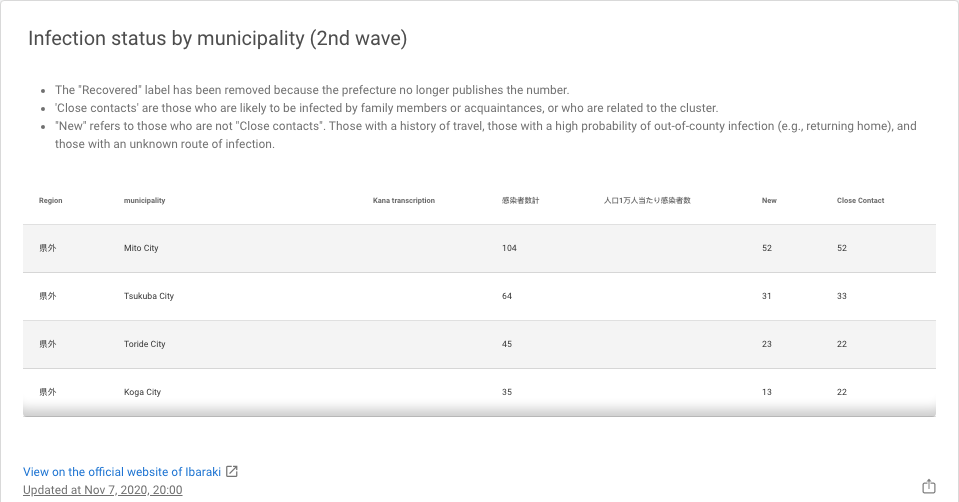 Infection status by municipality (2nd wave)
The "Recovered" label has been removed because the prefecture no longer publishes the number.
'Close contacts' are those who are likely to be infected by family members or acquaintances, or who are related to the cluster.
"New" refers to those who are not "Close contacts". Those with a history of travel, those with a high probability of out-of-county infection (e.g., returning home), and
those with an unknown route of infection.
Region municipality Kana transcription 感染者数計 人口1万人当たり感染者数 New Close Contact
県外 Mito City 104 52 52
県外 Tsukuba City 64 31 33
県外 Toride City 45 23 22
県外 Koga City 35 13 22
View on the official website of Ibaraki
Updated at Nov 7, 2020, 20:00